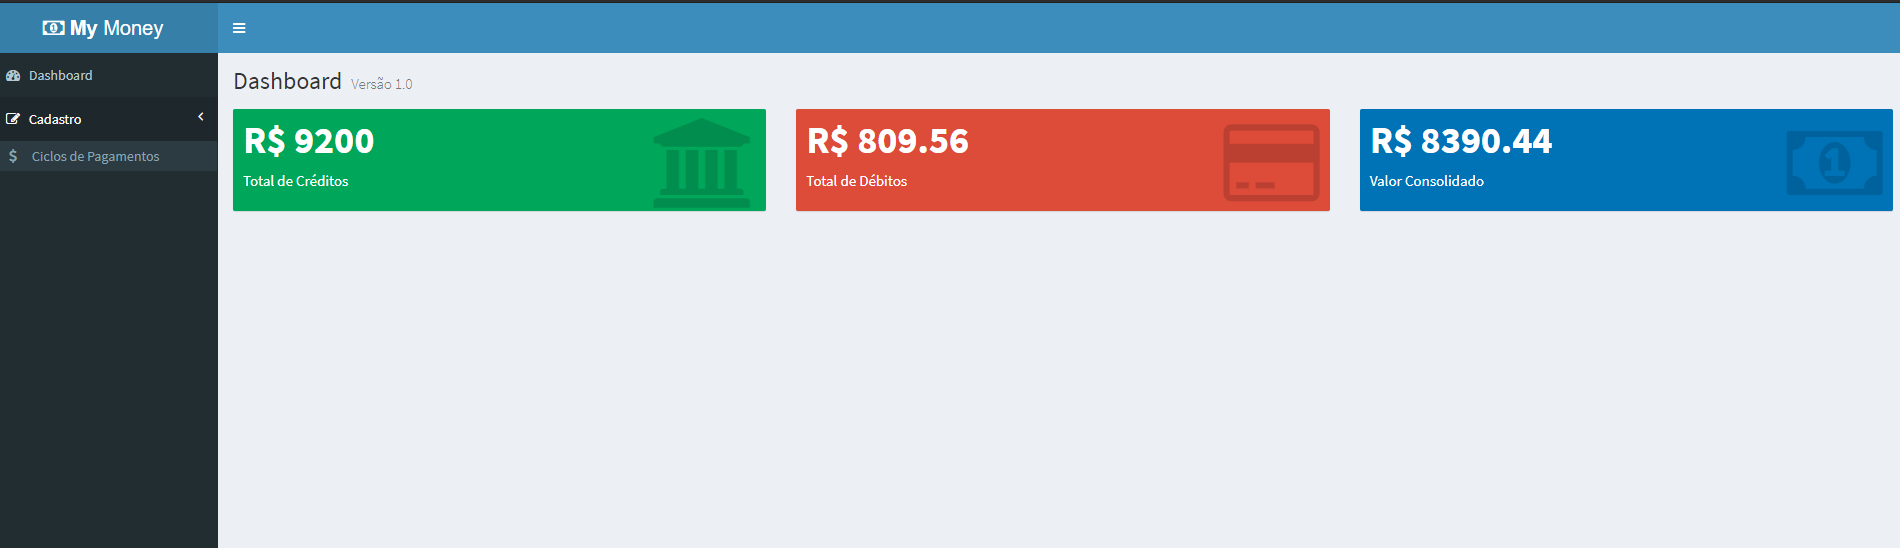 My Money
Dashboard
Cadastro
$ Ciclos de Pagamentos
Dashboard Versão 1.0
R$ 9200
Total de Créditos
R$ 809.56
Total de Débitos
R$ 8390.44
Valor Consolidado
1